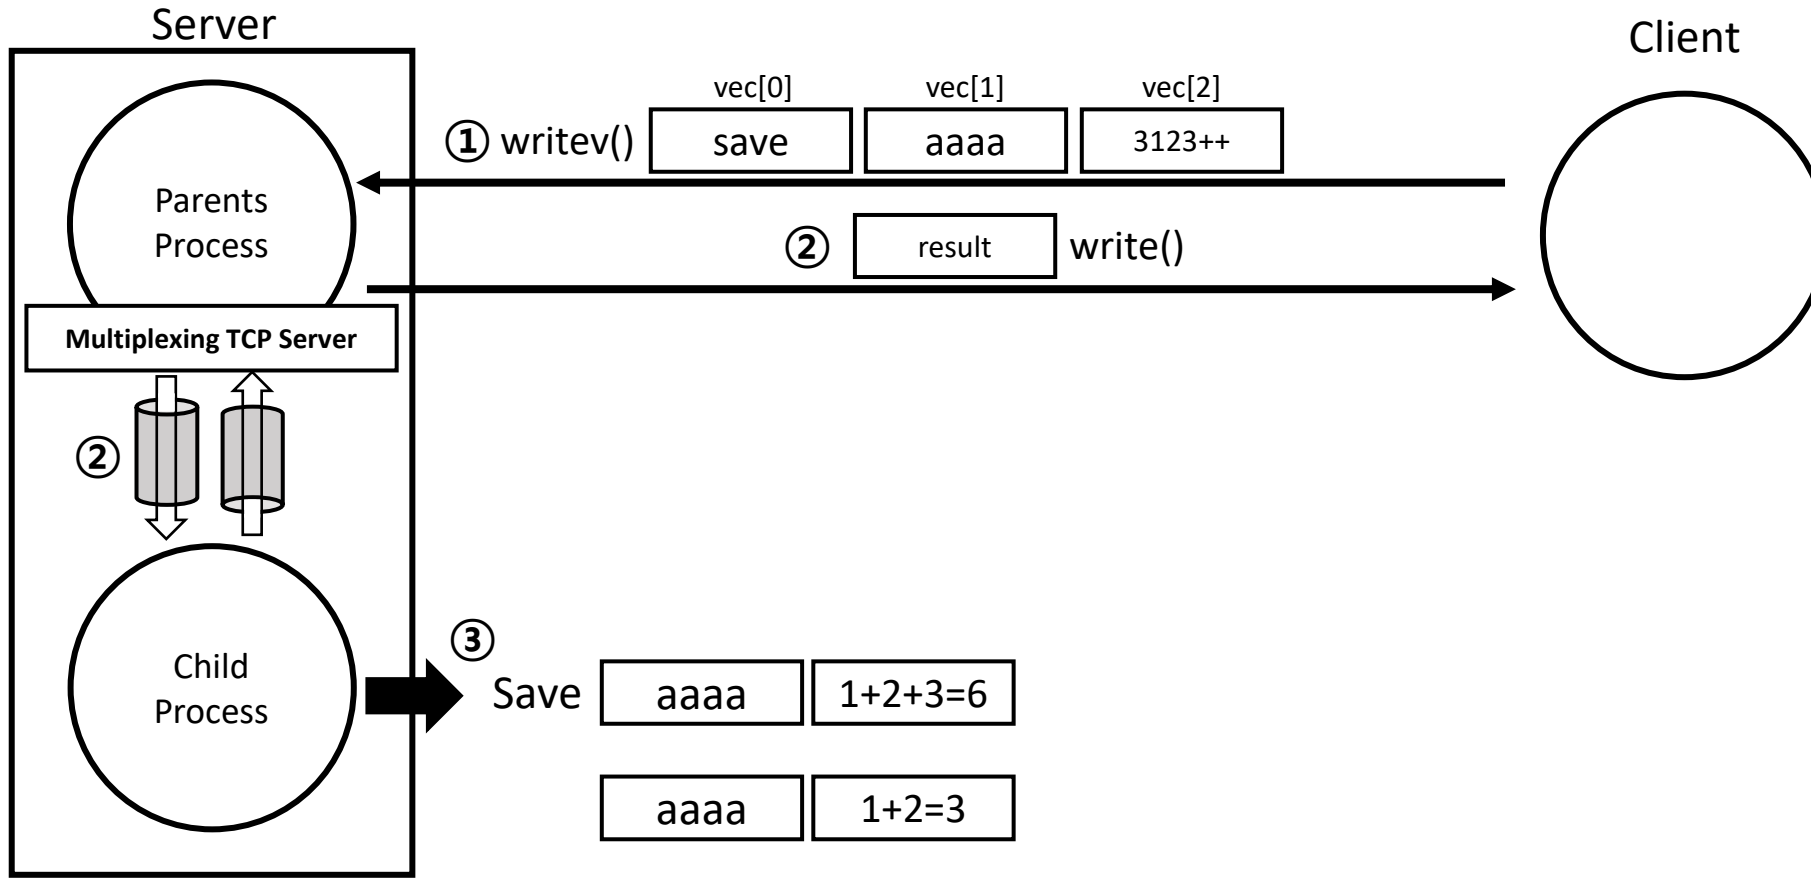 Server
Client
vec[0] vec[1] vec[2]
① writev() save aaaa 3123++
Parents
Process
② result write()
Multiplexing TCP Server
②
③
Child
Process
Save aaaa 1+2+3=6
aaaa 1+2=3